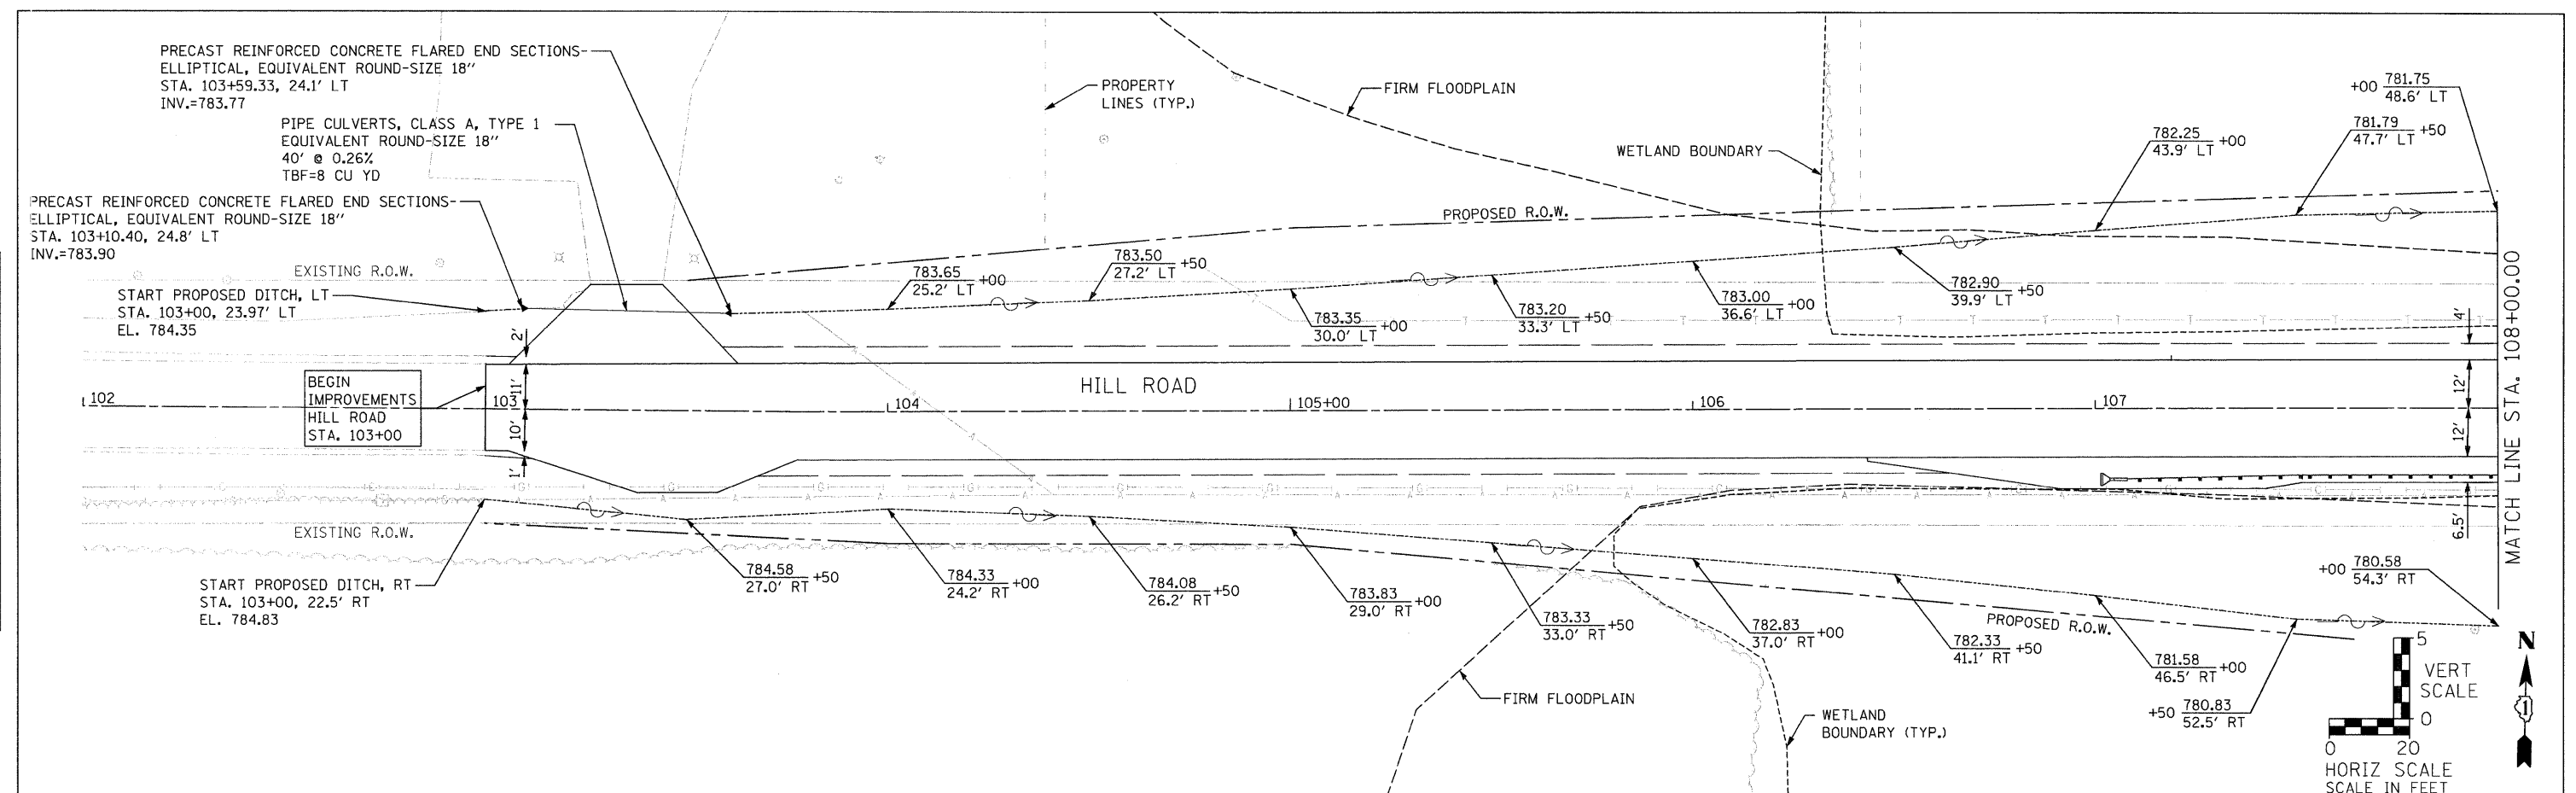 PRECAST REINFORCED CONCRETE FLARED END SECTIONS-
ELLIPTICAL, EQUIVALENT ROUND-SIZE 18"
STA. 103+59.33, 24.1' LT
INV.=783.77
PIPE CULVERTS, CLASS A, TYPE 1
EQUIVALENT ROUND-SIZE 18"
40' @ 0.26%
TBF=8 CU YD
PRECAST REINFORCED CONCRETE FLARED END SECTIONS-
ELLIPTICAL, EQUIVALENT ROUND-SIZE 18"
STA. 103+10.40, 24.8' LT
INV.=783.90
EXISTING R.O.W.
START PROPOSED DITCH, LT
STA. 103+00, 23.97' LT
EL. 784.35
PROPERTY
LINES (TYP.)
FIRM FLOODPLAIN
WETLAND BOUNDARY
PROPOSED R.O.W.
783.65
25.2' LT
+00
783.50
27.2' LT
+50
783.35
30.0' LT
+00
783.20
33.3' LT
+50
783.00
36.6' LT
+00
782.90
39.9' LT
+50
782.25
43.9' LT
+00
781.79
47.7' LT
+50
+00
781.75
48.6' LT
BEGIN
IMPROVEMENTS
HILL ROAD
STA. 103+00
2'
11'
10'
1'
HILL ROAD
102
103
104
105+00
106
107
4'
12'
12'
6.5'
MATCH LINE STA. 108+00.00
EXISTING R.O.W.
START PROPOSED DITCH, RT
STA. 103+00, 22.5' RT
EL. 784.83
784.58
27.0' RT
+50
784.33
24.2' RT
+00
784.08
26.2' RT
+50
783.83
29.0' RT
+00
783.33
33.0' RT
+50
782.83
37.0' RT
+00
782.33
41.1' RT
+50
781.58
46.5' RT
+00
+50
780.83
52.5' RT
+00
780.58
54.3' RT
PROPOSED R.O.W.
FIRM FLOODPLAIN
WETLAND
BOUNDARY (TYP.)
5
VERT
SCALE
0
0 20
HORIZ SCALE
SCALE IN FEET
N
1